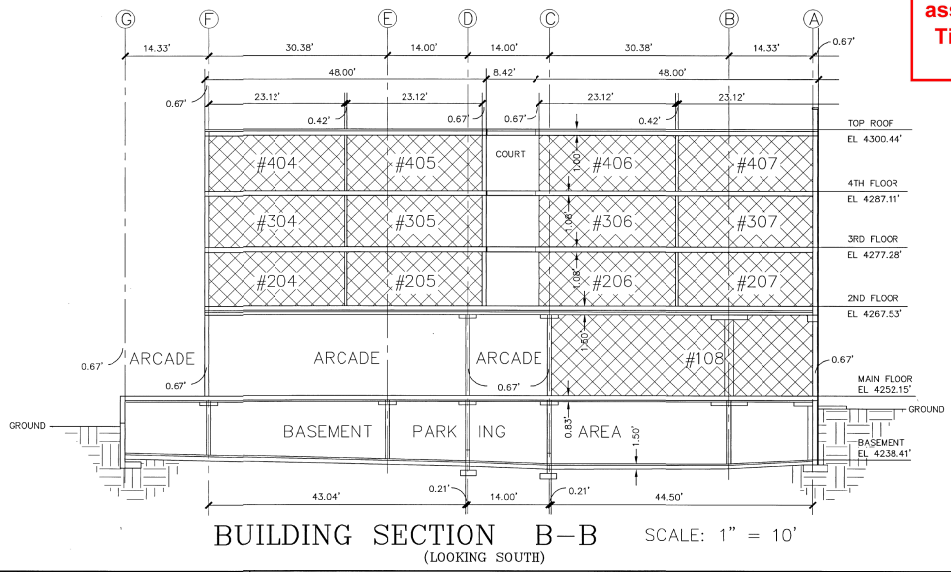 G F E D C B A
ass
Ti
14.33' 30.38' 14.00' 14.00' 30.38' 14.33' 0.67'
48.00' 8.42' 48.00'
0.67' 23.12' 23.12' 23.12' 23.12'
0.42' 0.67' 0.67' 0.42'
TOP ROOF
EL 4300.44'
#404 #405 COURT #406 #407
1.00'
4TH FLOOR
EL 4287.11'
#304 #305 #306 #307
1.08'
3RD FLOOR
EL 4277.28'
#204 #205 #206 #207
1.08'
2ND FLOOR
EL 4267.53'
1.50'
ARCADE ARCADE ARCADE #108
0.67' 0.67' 0.67' 0.67'
MAIN FLOOR
EL 4252.15'
GROUND GROUND
BASEMENT PARK ING AREA
0.83' 1.50'
BASEMENT
EL 4238.41'
43.04' 0.21' 14.00' 0.21' 44.50'
BUILDING SECTION B-B SCALE: 1" = 10'
(LOOKING SOUTH)